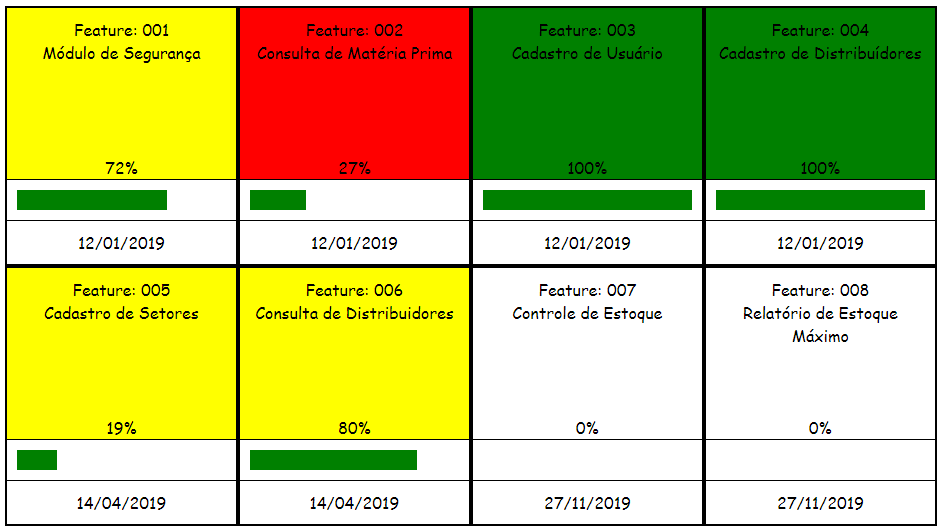 Feature: 001
Módulo de Segurança
72%
12/01/2019
Feature: 002
Consulta de Matéria Prima
27%
12/01/2019
Feature: 003
Cadastro de Usuário
100%
12/01/2019
Feature: 004
Cadastro de Distribuídores
100%
12/01/2019
Feature: 005
Cadastro de Setores
19%
14/04/2019
Feature: 006
Consulta de Distribuidores
80%
14/04/2019
Feature: 007
Controle de Estoque
0%
27/11/2019
Feature: 008
Relatório de Estoque
Máximo
0%
27/11/2019